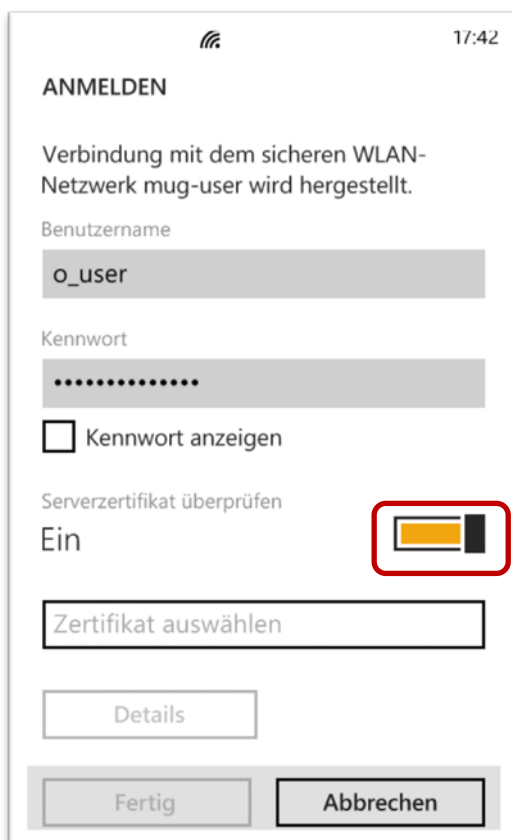 17:42
ANMELDEN
Verbindung mit dem sicheren WLAN-
Netzwerk mug-user wird hergestellt.
Benutzername
o_user
Kennwort
••••••••••••••
Kennwort anzeigen
Serverzertifikat überprüfen
Ein
Zertifikat auswählen
Details
Fertig Abbrechen